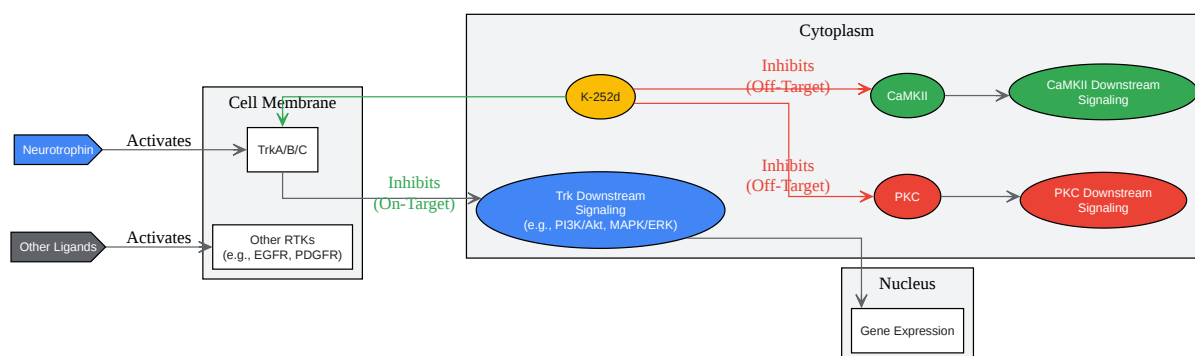 Cytoplasm
Inhibits
(Off-Target)
K-252d
CaMKII
CaMKII Downstream
Signaling
Cell Membrane
Neurotrophin
Activates
TrkA/B/C
Inhibits
(On-Target)
Inhibits
(Off-Target)
Trk Downstream
Signaling
(e.g., PI3K/Akt, MAPK/ERK)
PKC
PKC Downstream
Signaling
Other Ligands
Activates
Other RTKs
(e.g., EGFR, PDGFR)
Nucleus
Gene Expression